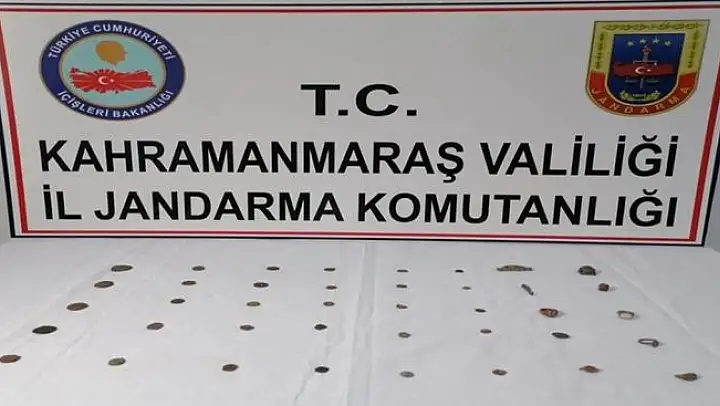 TÜRKİYE CUMHURİYETİ
İÇİŞLERİ BAKANLIĞI
JANDARMA
T.C.
KAHRAMANMARAŞ VALİLİĞİ
İL JANDARMA KOMUTANLIĞI